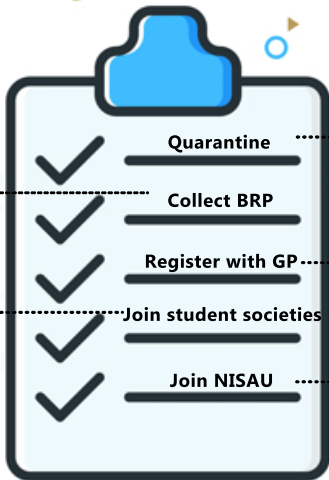 Quarantine
Collect BRP
Register with GP
Join student societies
Join NISAU